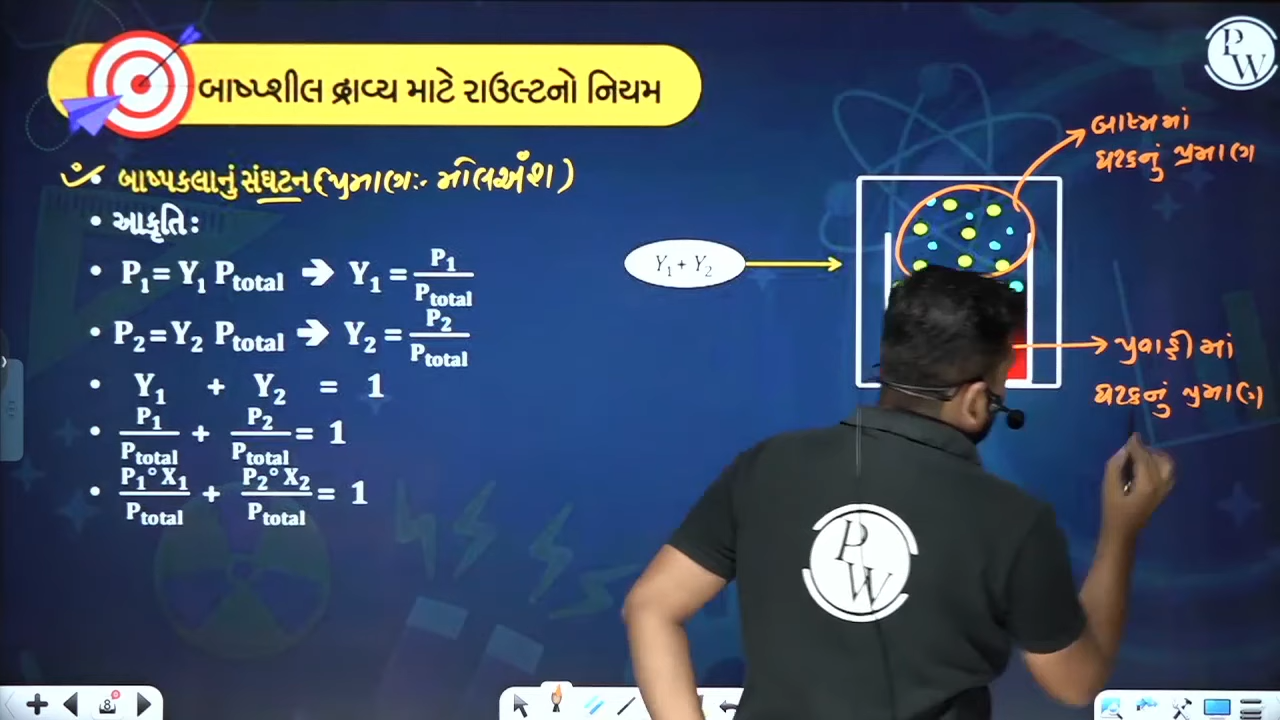 બાષ્પશીલ દ્રાવ્ય માટે રાઉલ્ટનો નિયમ
• બાષ્પકલાનું સંઘટન (પ્રમાણ:- મોલઅંશ)
• આકૃતિ:
• P₁= Y₁ Pₜₒₜₐₗ ➔ Y₁ = P₁/Pₜₒₜₐₗ
• P₂=Y₂ Pₜₒₜₐₗ ➔ Y₂ = P₂/Pₜₒₜₐₗ
• Y₁ + Y₂ = 1
• P₁/Pₜₒₜₐₗ + P₂/Pₜₒₜₐₗ = 1
• P₁°X₁/Pₜₒₜₐₗ + P₂°X₂/Pₜₒₜₐₗ = 1
Y₁ + Y₂
બાષ્પમાં
ઘટકનું પ્રમાણ
પ્રવાહીમાં
ઘટકનું પ્રમાણ
PW
PW
8